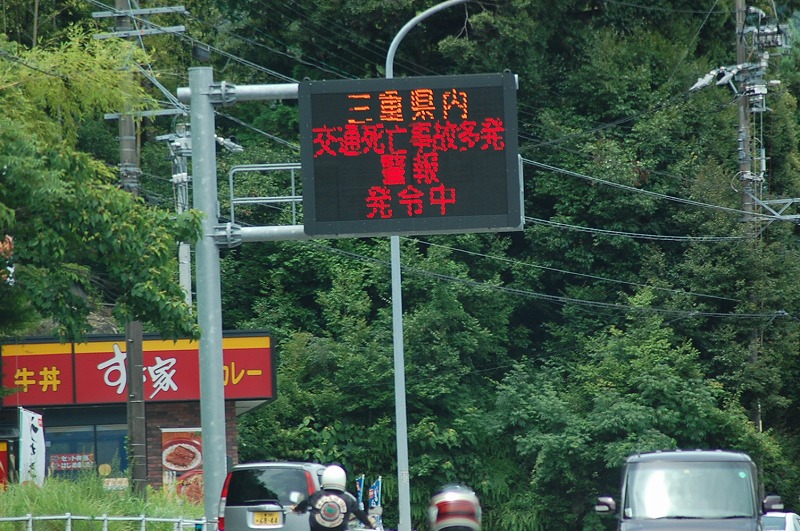 三重県内
交通死亡事故多発
警報
発令中
牛丼 すき家 カレー